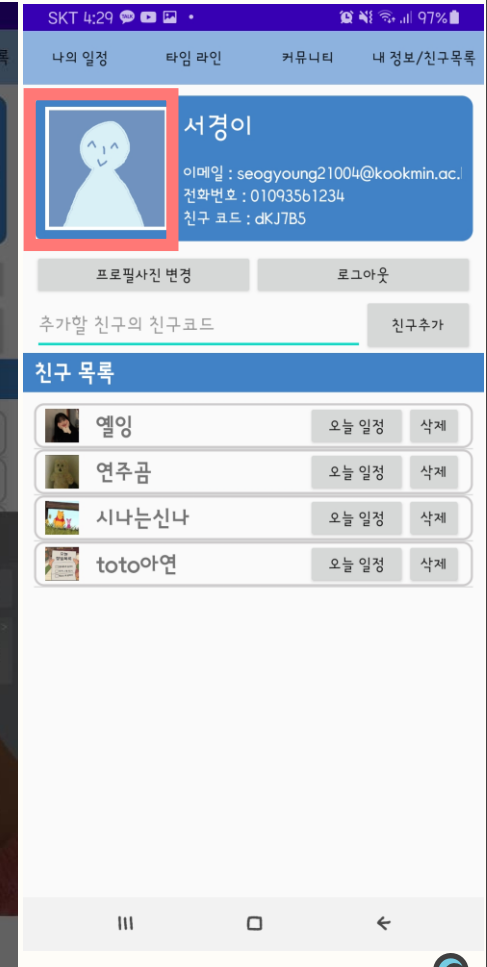 SKT 4:29
97%
나의 일정 타임 라인 커뮤니티 내 정보/친구목록
서경이
이메일 : seogyoung21004@kookmin.ac.
전화번호 : 01093561234
친구 코드 : dKJ7B5
프로필사진 변경 로그아웃
추가할 친구의 친구코드 친구추가
친구 목록
옐잉 오늘 일정 삭제
연주곰 오늘 일정 삭제
시나는신나 오늘 일정 삭제
toto아연 오늘 일정 삭제